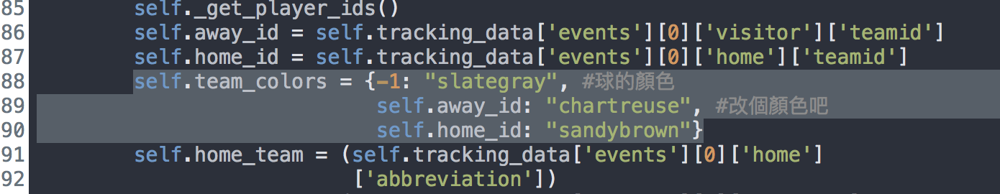 85 self._get_player_ids()
86 self.away_id = self.tracking_data['events'][0]['visitor']['teamid']
87 self.home_id = self.tracking_data['events'][0]['home']['teamid']
88 self.team_colors = {-1: "slategray", #球的顏色
89 self.away_id: "chartreuse", #改個顏色吧
90 self.home_id: "sandybrown"}
91 self.home_team = (self.tracking_data['events'][0]['home']
92 ['abbreviation'])